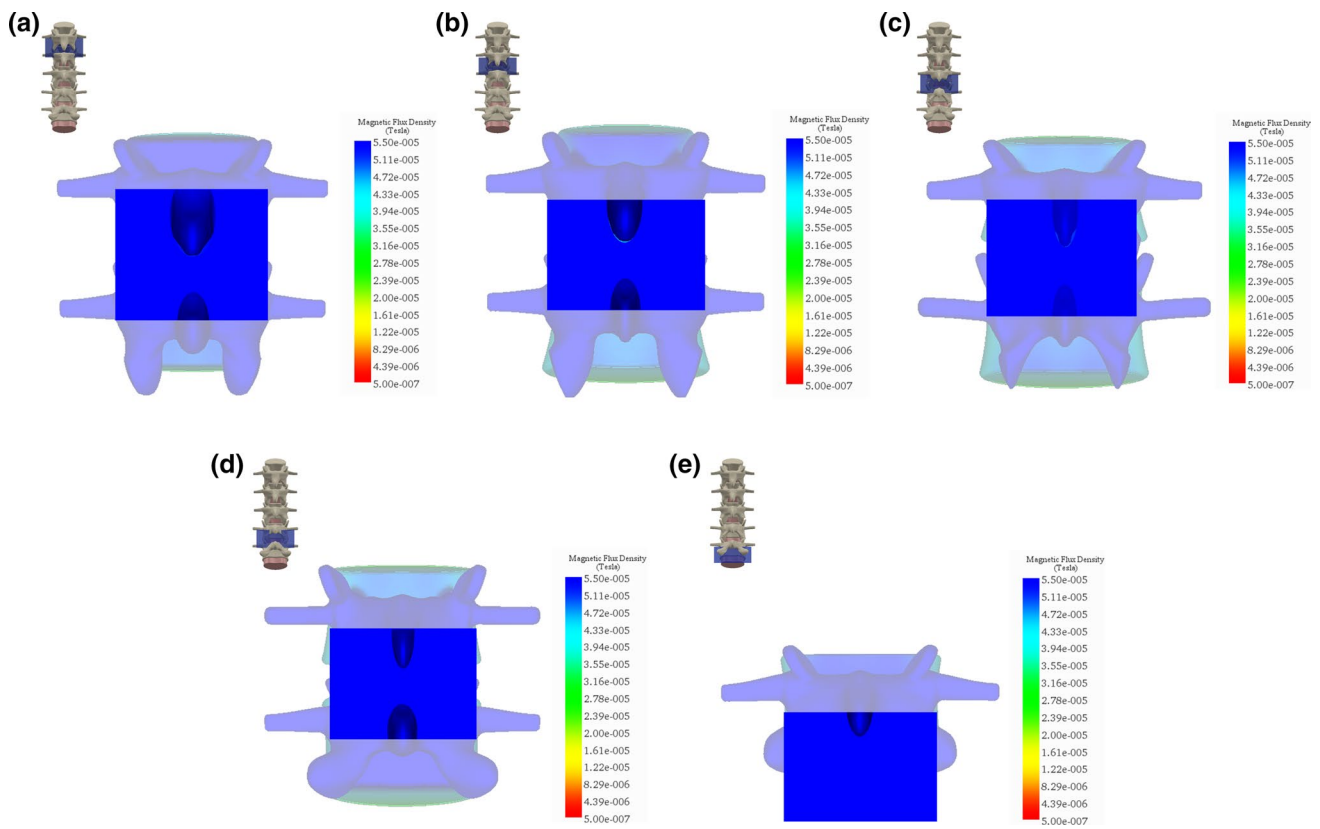 (a)
Magnetic Flux Density
(Tesla)
5.50e-005
5.11e-005
4.72e-005
4.33e-005
3.94e-005
3.55e-005
3.16e-005
2.78e-005
2.39e-005
2.00e-005
1.61e-005
1.22e-005
8.29e-006
4.39e-006
5.00e-007
(b)
Magnetic Flux Density
(Tesla)
5.50e-005
5.11e-005
4.72e-005
4.33e-005
3.94e-005
3.55e-005
3.16e-005
2.78e-005
2.39e-005
2.00e-005
1.61e-005
1.22e-005
8.29e-006
4.39e-006
5.00e-007
(c)
Magnetic Flux Density
(Tesla)
5.50e-005
5.11e-005
4.72e-005
4.33e-005
3.94e-005
3.55e-005
3.16e-005
2.78e-005
2.39e-005
2.00e-005
1.61e-005
1.22e-005
8.29e-006
4.39e-006
5.00e-007
(d)
Magnetic Flux Density
(Tesla)
5.50e-005
5.11e-005
4.72e-005
4.33e-005
3.94e-005
3.55e-005
3.16e-005
2.78e-005
2.39e-005
2.00e-005
1.61e-005
1.22e-005
8.29e-006
4.39e-006
5.00e-007
(e)
Magnetic Flux Density
(Tesla)
5.50e-005
5.11e-005
4.72e-005
4.33e-005
3.94e-005
3.55e-005
3.16e-005
2.78e-005
2.39e-005
2.00e-005
1.61e-005
1.22e-005
8.29e-006
4.39e-006
5.00e-007